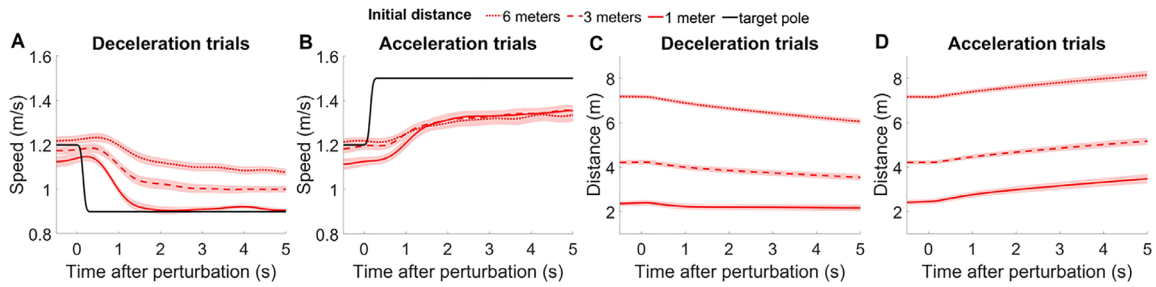 Initial distance 6 meters 3 meters 1 meter target pole
A Deceleration trials
1.6
1.4
1.2
1
0.8
Speed (m/s)
0 1 2 3 4 5
Time after perturbation (s)
B Acceleration trials
1.6
1.4
1.2
1
0.8
Speed (m/s)
0 1 2 3 4 5
Time after perturbation (s)
C Deceleration trials
8
6
4
2
Distance (m)
0 1 2 3 4 5
Time after perturbation (s)
D Acceleration trials
8
6
4
2
Distance (m)
0 1 2 3 4 5
Time after perturbation (s)